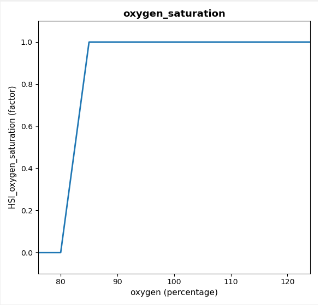 oxygen_saturation
HSI_oxygen_saturation (factor)
1.0
0.8
0.6
0.4
0.2
0.0
80 90 100 110 120
oxygen (percentage)